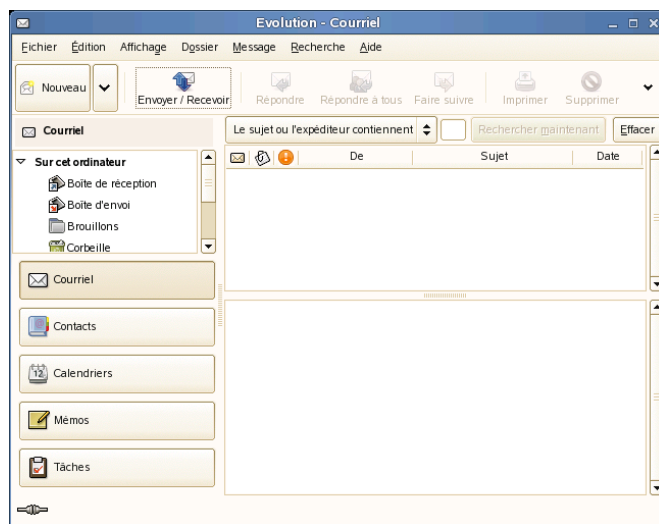 Evolution - Courriel
Fichier Édition Affichage Dossier Message Recherche Aide
Nouveau Envoyer / Recevoir Répondre Répondre à tous Faire suivre Imprimer Supprimer
Courriel Le sujet ou l'expéditeur contiennent Rechercher maintenant Effacer
Sur cet ordinateur De Sujet Date
Boîte de réception
Boîte d'envoi
Brouillons
Corbeille
Courriel
Contacts
12 Calendriers
Mémos
Tâches